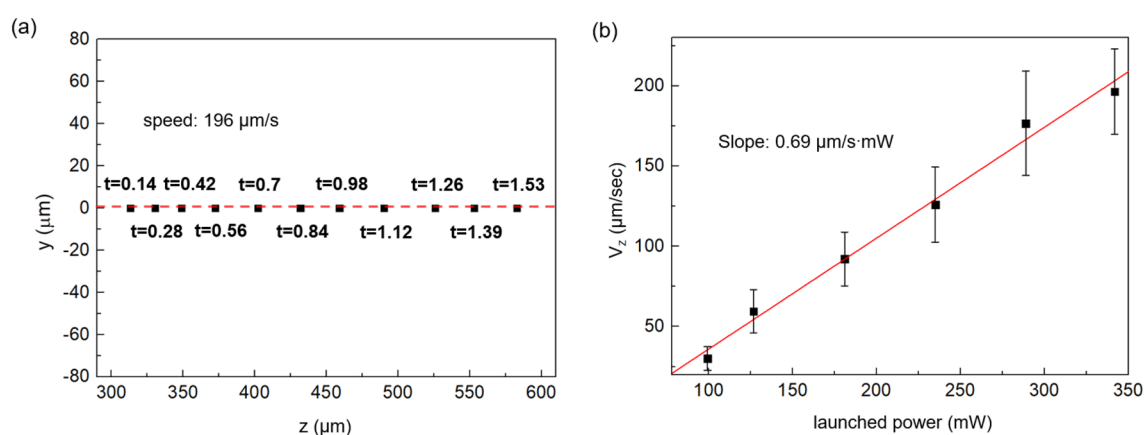 (a)
80
60
40
20
0
-20
-40
-60
-80
y (μm)
speed: 196 μm/s
t=0.14 t=0.42 t=0.7 t=0.98 t=1.26 t=1.53
t=0.28 t=0.56 t=0.84 t=1.12 t=1.39
300 350 400 450 500 550 600
z (μm)
(b)
200
150
100
50
V_z (μm/sec)
Slope: 0.69 μm/s·mW
100 150 200 250 300 350
launched power (mW)